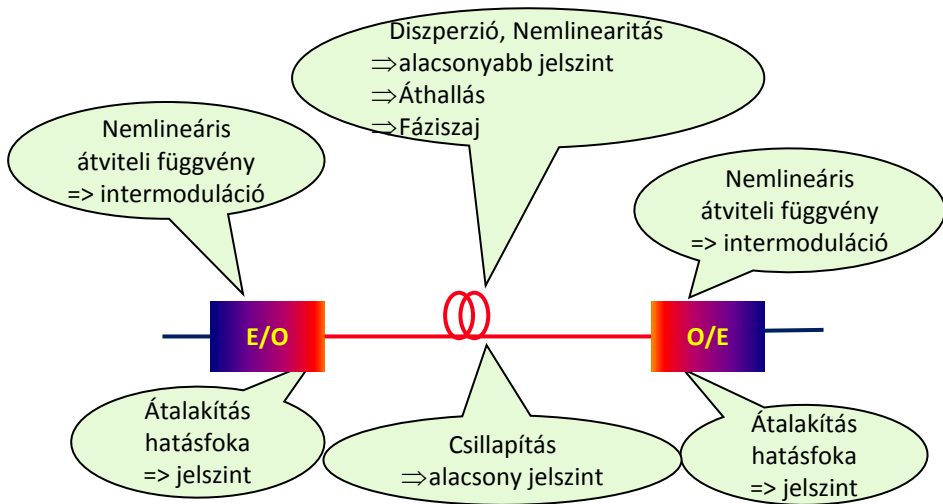 Diszperzió, Nemlinearitás
⇒alacsonyabb jelszint
⇒Áthallás
⇒Fáziszaj
Nemlineáris
átviteli függvény
=> intermoduláció
Nemlineáris
átviteli függvény
=> intermoduláció
E/O
O/E
Átalakítás
hatásfoka
=> jelszint
Csillapítás
⇒alacsony jelszint
Átalakítás
hatásfoka
=> jelszint